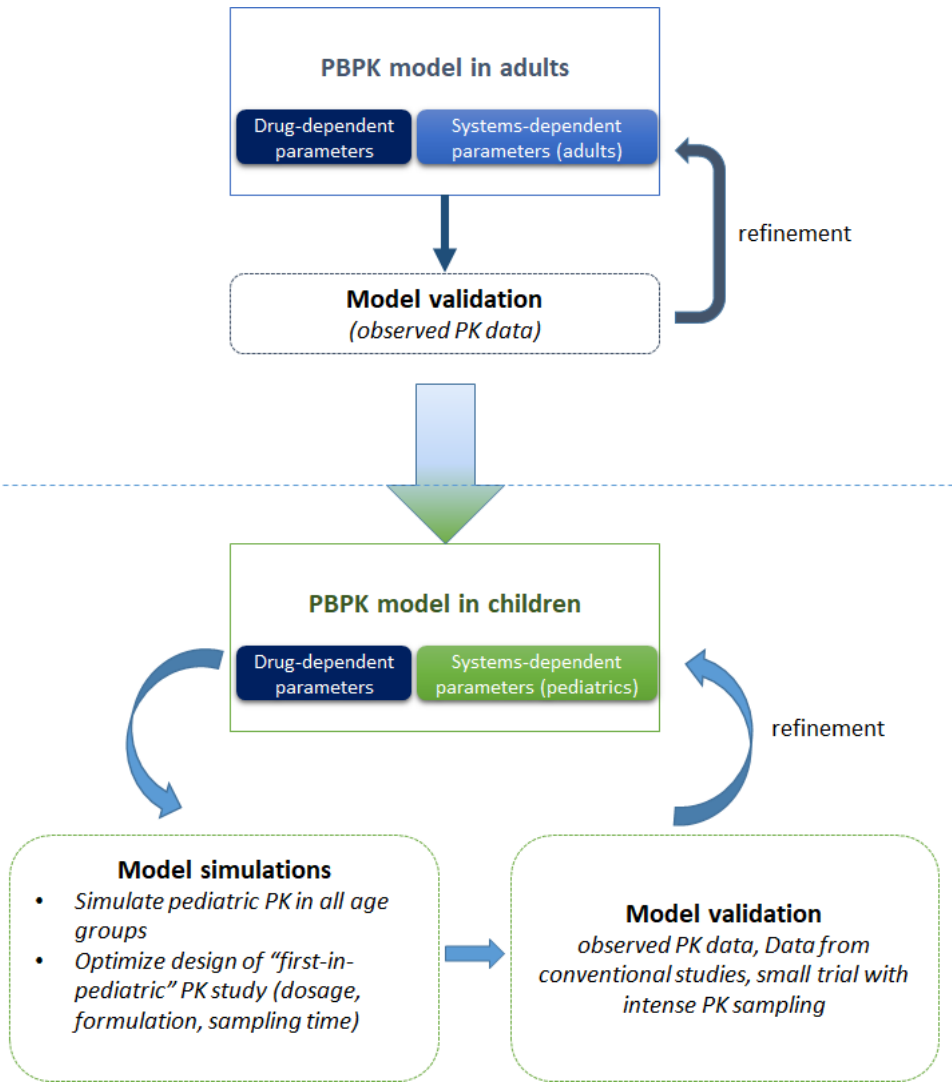 PBPK model in adults
Drug-dependent
parameters
Systems-dependent
parameters (adults)
refinement
Model validation
(observed PK data)
PBPK model in children
Drug-dependent
parameters
Systems-dependent
parameters (pediatrics)
refinement
Model simulations
• Simulate pediatric PK in all age
groups
• Optimize design of “first-in-
pediatric” PK study (dosage,
formulation, sampling time)
Model validation
observed PK data, Data from
conventional studies, small trial with
intense PK sampling